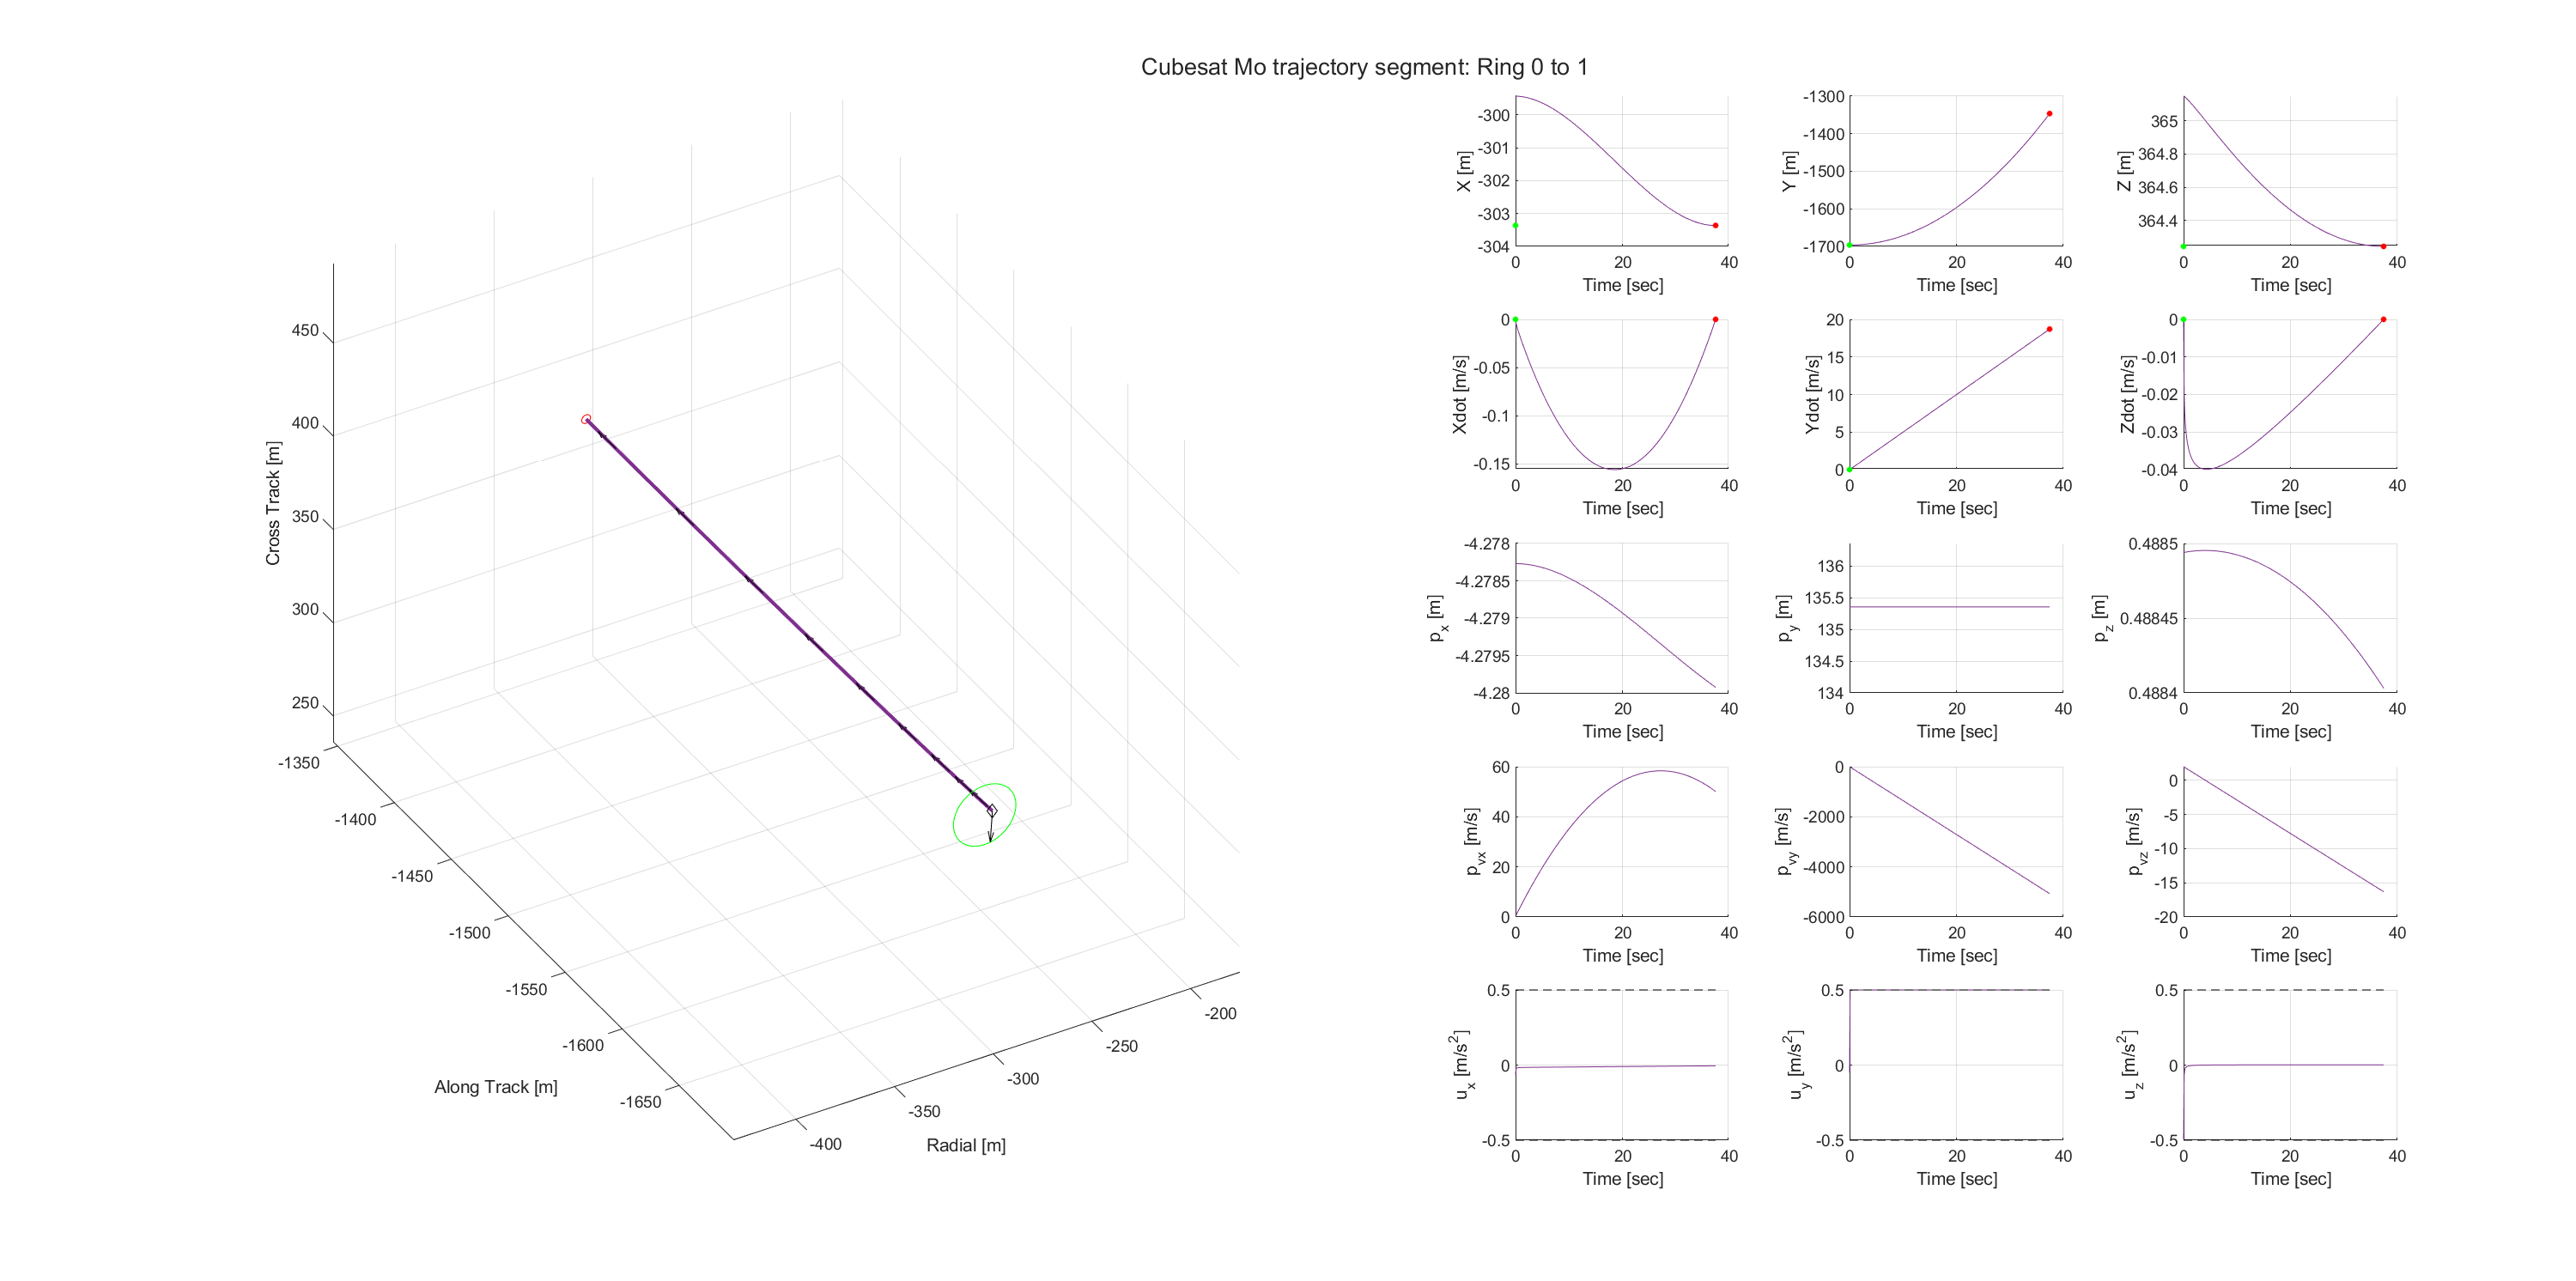 Cubesat Mo trajectory segment: Ring 0 to 1
450
400
350
300
250
Cross Track [m]
-1350
-1400
-1450
-1500
-1550
-1600
-1650
Along Track [m]
-400
-350
-300
-250
-200
Radial [m]
-300
-301
-302
-303
-304
X [m]
0 20 40
Time [sec]
-1300
-1400
-1500
-1600
-1700
Y [m]
0 20 40
Time [sec]
365
364.8
364.6
364.4
Z [m]
0 20 40
Time [sec]
0
-0.05
-0.1
-0.15
Xdot [m/s]
0 20 40
Time [sec]
20
15
10
5
0
Ydot [m/s]
0 20 40
Time [sec]
0
-0.01
-0.02
-0.03
-0.04
Zdot [m/s]
0 20 40
Time [sec]
-4.278
-4.2785
-4.279
-4.2795
-4.28
p_x [m]
0 20 40
Time [sec]
136
135.5
135
134.5
134
p_y [m]
0 20 40
Time [sec]
0.4885
0.48845
0.4884
p_z [m]
0 20 40
Time [sec]
60
40
20
0
p_vx [m/s]
0 20 40
Time [sec]
0
-2000
-4000
-6000
p_vy [m/s]
0 20 40
Time [sec]
0
-5
-10
-15
-20
p_vz [m/s]
0 20 40
Time [sec]
0.5
0
-0.5
u_x [m/s²]
0 20 40
Time [sec]
0.5
0
-0.5
u_y [m/s²]
0 20 40
Time [sec]
0.5
0
-0.5
u_z [m/s²]
0 20 40
Time [sec]